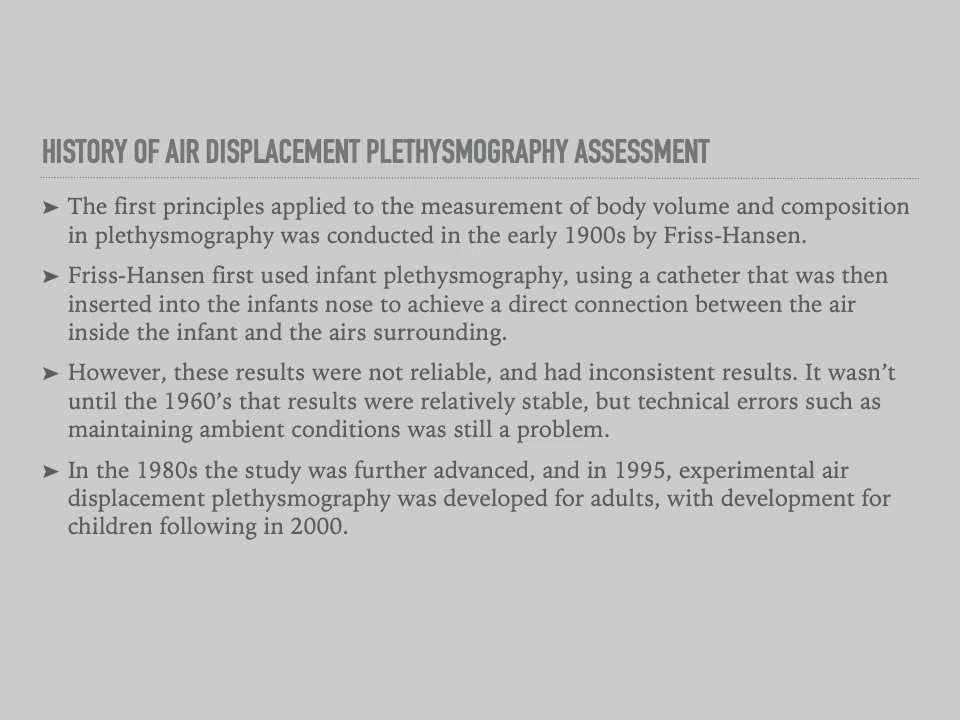 HISTORY OF AIR DISPLACEMENT PLETHYSMOGRAPHY ASSESSMENT
➤ The first principles applied to the measurement of body volume and composition
in plethysmography was conducted in the early 1900s by Friss-Hansen.
➤ Friss-Hansen first used infant plethysmography, using a catheter that was then
inserted into the infants nose to achieve a direct connection between the air
inside the infant and the airs surrounding.
➤ However, these results were not reliable, and had inconsistent results. It wasn’t
until the 1960’s that results were relatively stable, but technical errors such as
maintaining ambient conditions was still a problem.
➤ In the 1980s the study was further advanced, and in 1995, experimental air
displacement plethysmography was developed for adults, with development for
children following in 2000.